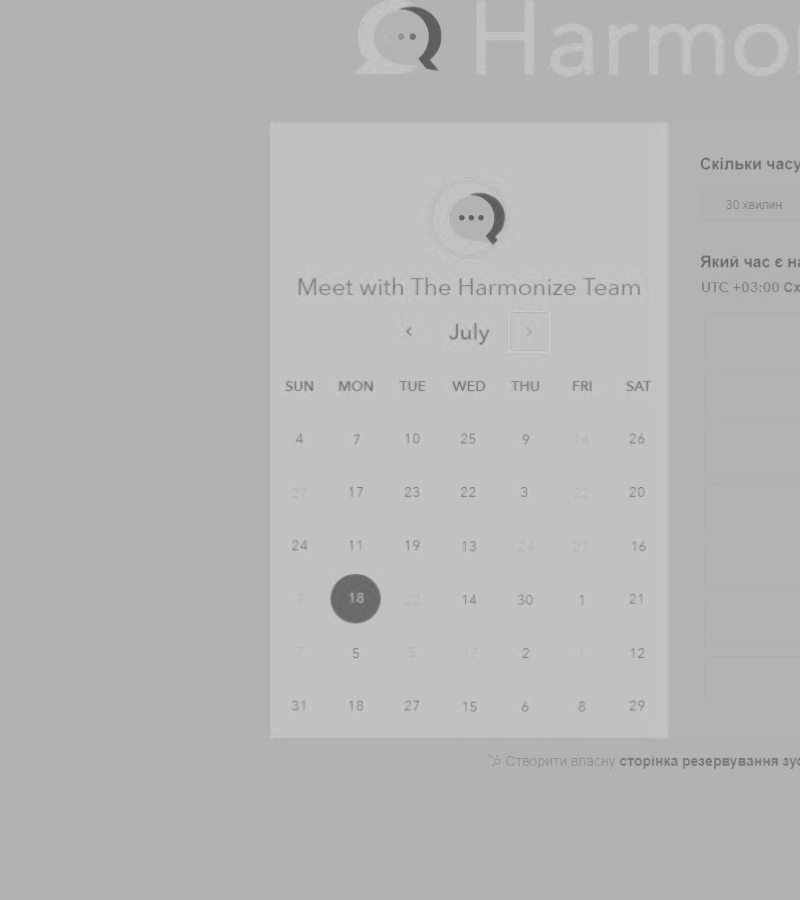 Harmo
Скільки часу
30 хвилин
Meet with The Harmonize Team
Який час є на
UTC +03:00 Сх
July
SUN MON TUE WED THU FRI SAT
4 7 10 25 9 14 26
27 17 23 22 3 22 20
24 11 19 13 24 27 16
7 18 22 14 30 1 21
7 5 5 17 2 1 12
31 18 27 15 6 8 29
Створити власну сторінка резервування зус